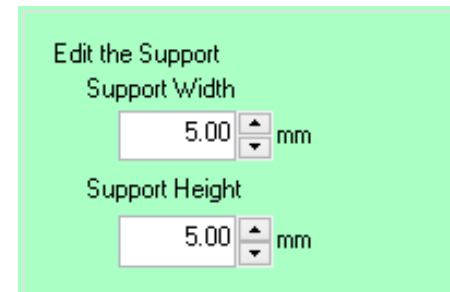 Edit the Support
Support Width
5.00 mm
Support Height
5.00 mm